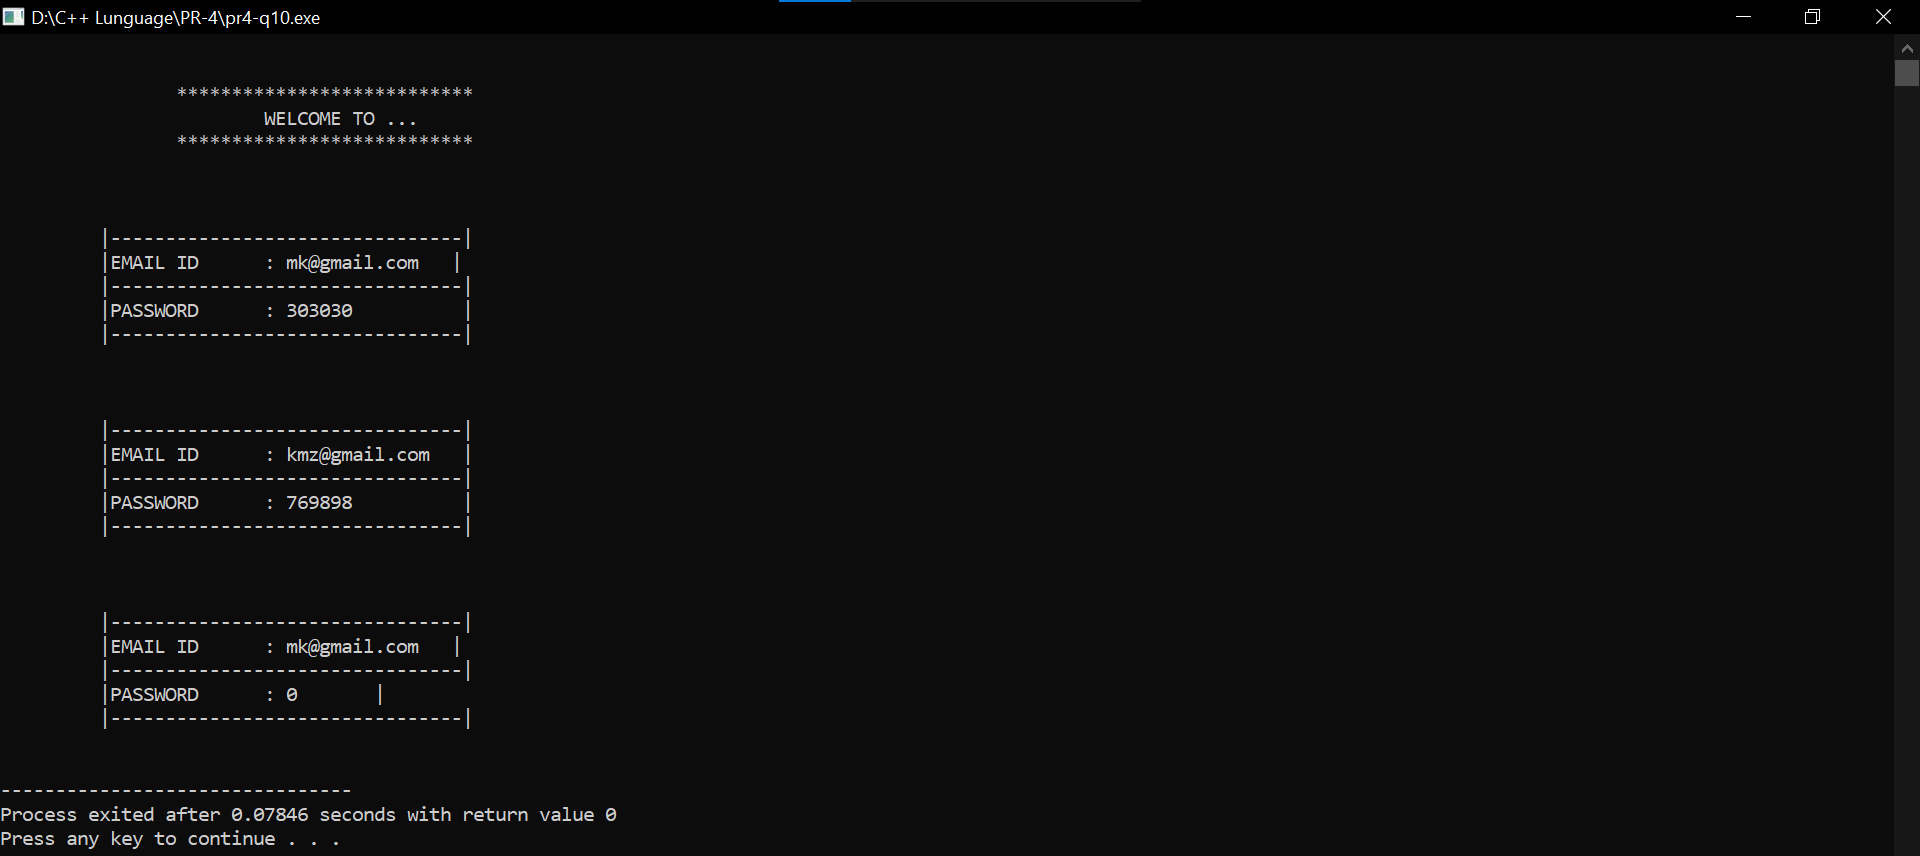 D:\C++ Lunguage\PR-4\pr4-q10.exe
***************************
WELCOME TO ...
***************************
|--------------------------------|
|EMAIL ID      : mk@gmail.com   |
|--------------------------------|
|PASSWORD      : 303030          |
|--------------------------------|
|--------------------------------|
|EMAIL ID      : kmz@gmail.com   |
|--------------------------------|
|PASSWORD      : 769898          |
|--------------------------------|
|--------------------------------|
|EMAIL ID      : mk@gmail.com   |
|--------------------------------|
|PASSWORD      : 0       |
|--------------------------------|
--------------------------------
Process exited after 0.07846 seconds with return value 0
Press any key to continue . . .